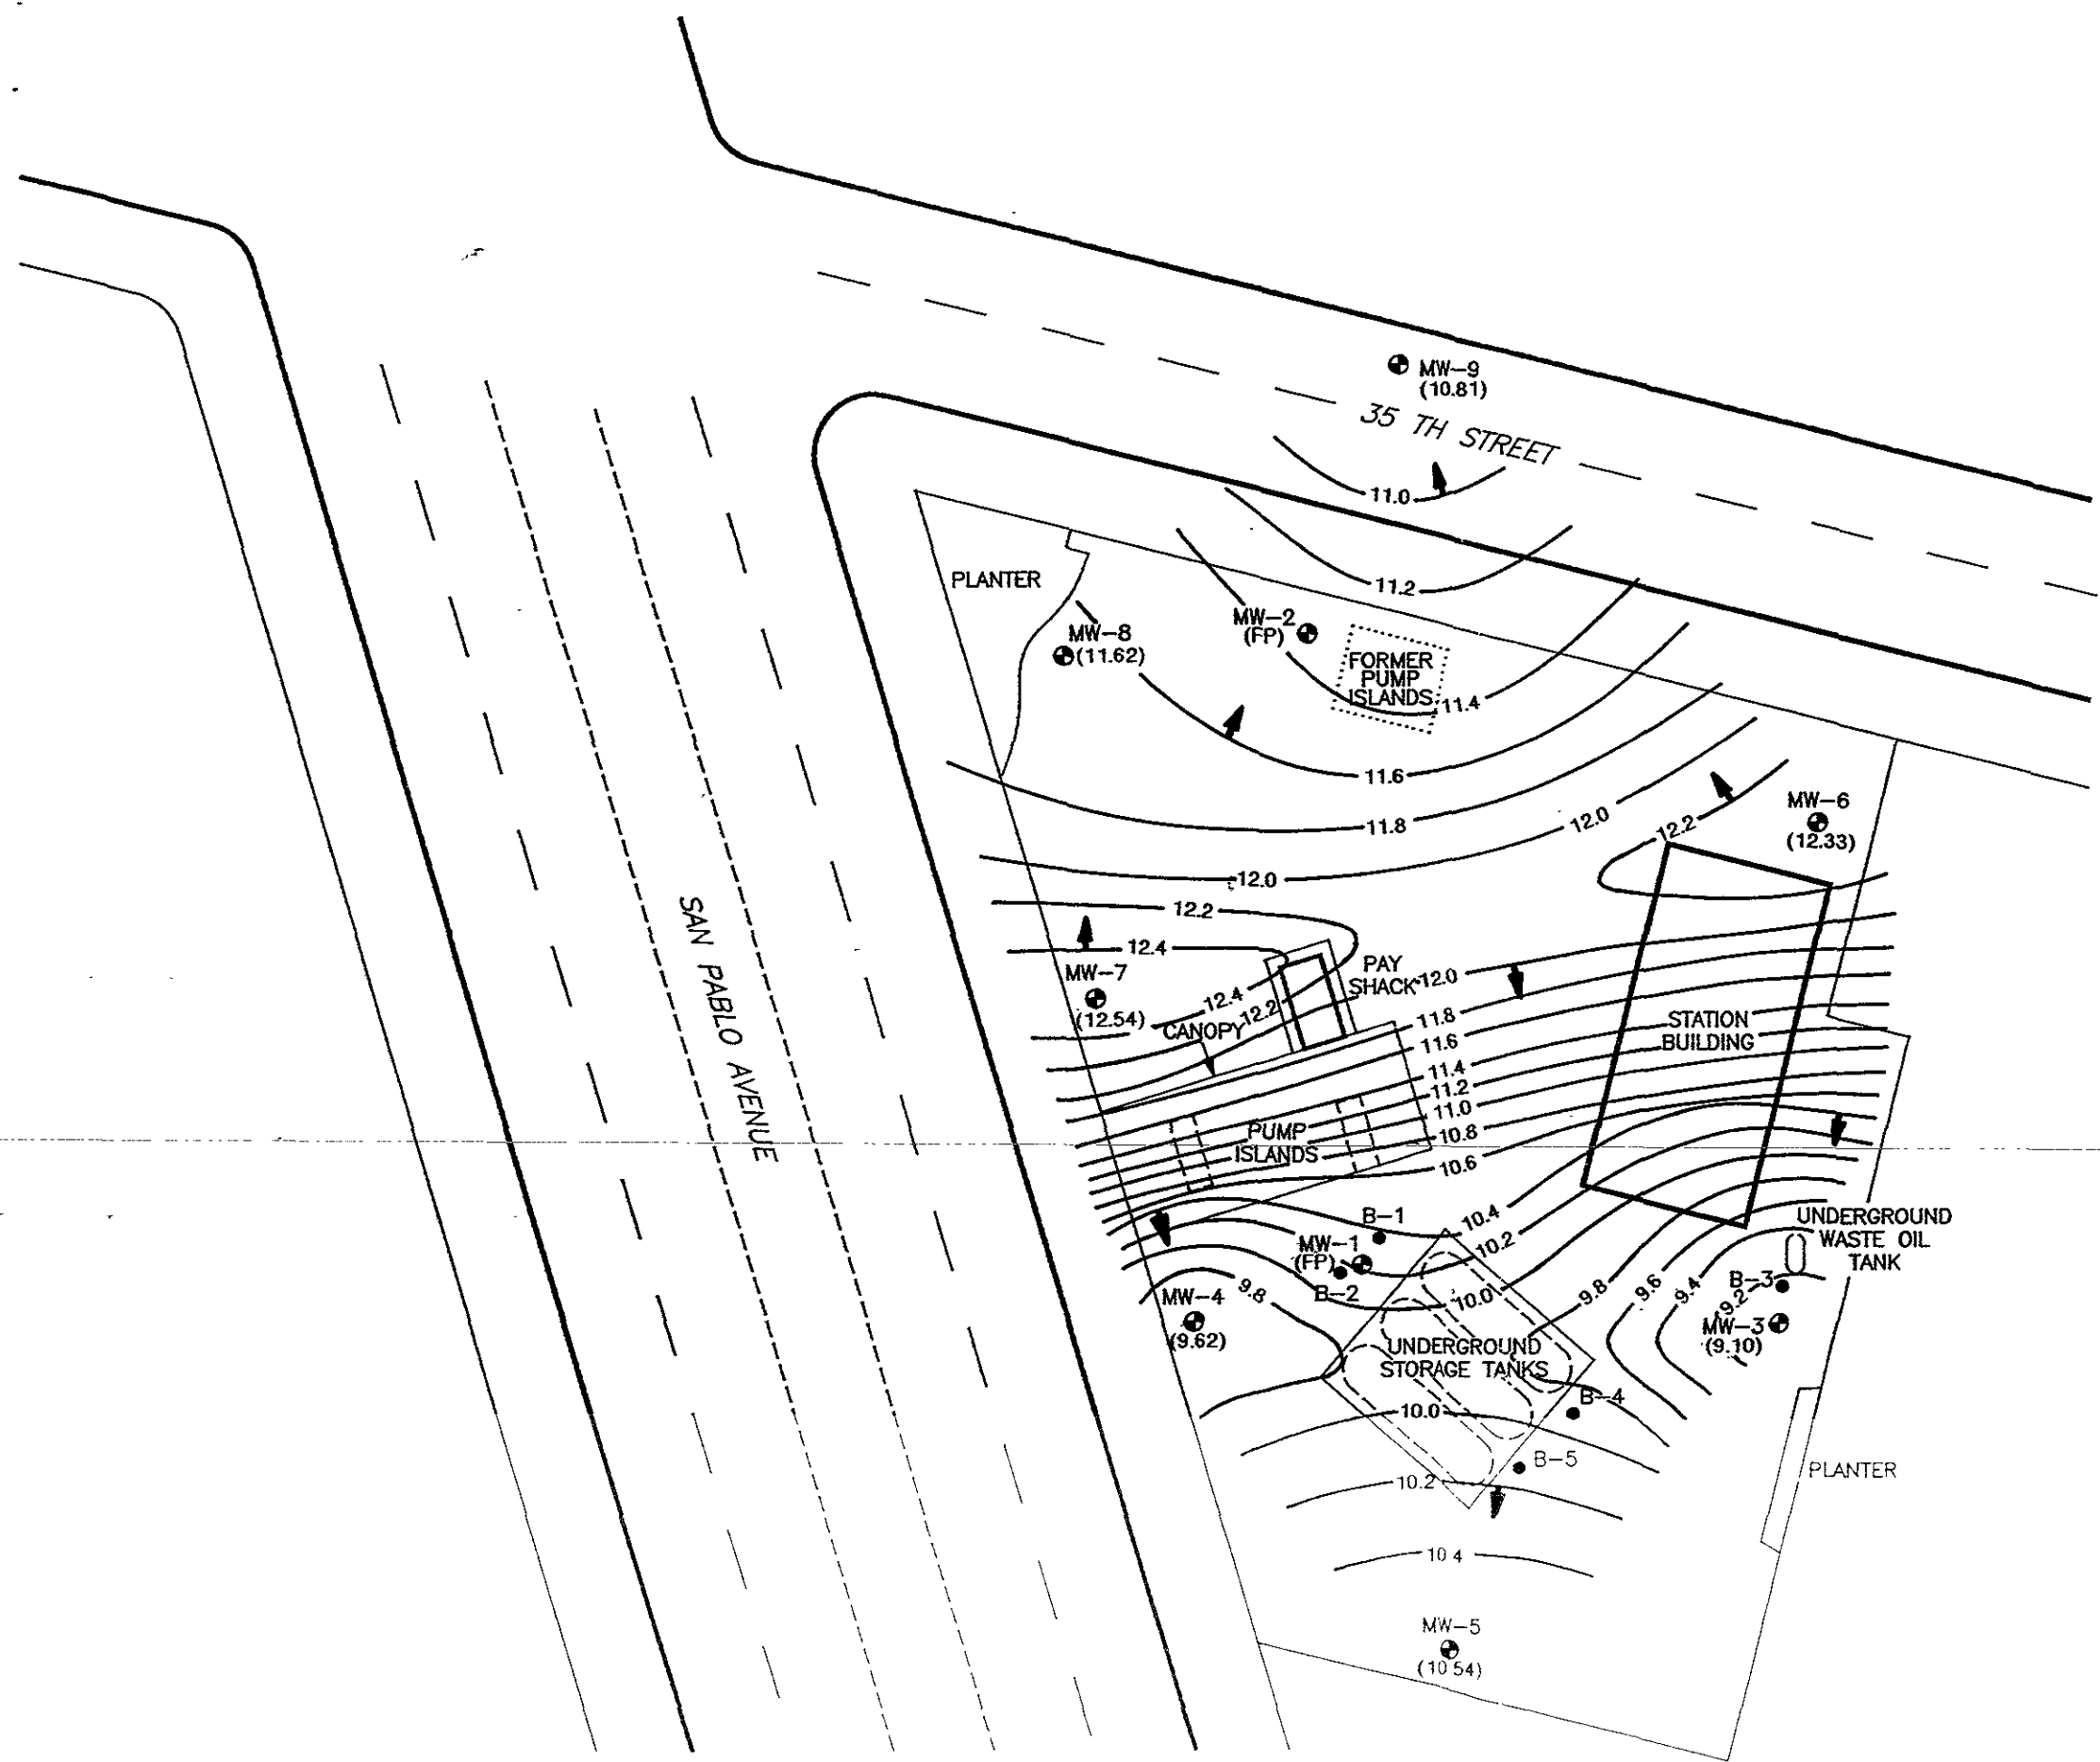 MW-9
(10.81)
35 TH STREET
11.0
PLANTER
11.2
MW-2
(FP)
MW-8
(11.62)
FORMER
PUMP
ISLANDS
11.4
11.6
MW-6
(12.33)
11.8
12.0
12.2
12.0
12.2
12.4
MW-7
(12.54)
PAY
SHACK
12.0
12.4
12.2
CANOPY
11.8
11.6
STATION
BUILDING
11.4
11.2
11.0
10.8
10.6
PUMP
ISLANDS
SAN PABLO AVENUE
B-1
10.4
10.2
MW-1
(FP)
B-2
UNDERGROUND
WASTE OIL
TANK
B-3
9.8
10.0
9.8
9.6
9.4
9.2
MW-4
(9.62)
MW-3
(9.10)
UNDERGROUND
STORAGE TANKS
B-4
10.0
B-5
10.2
PLANTER
10 4
MW-5
(10 54)